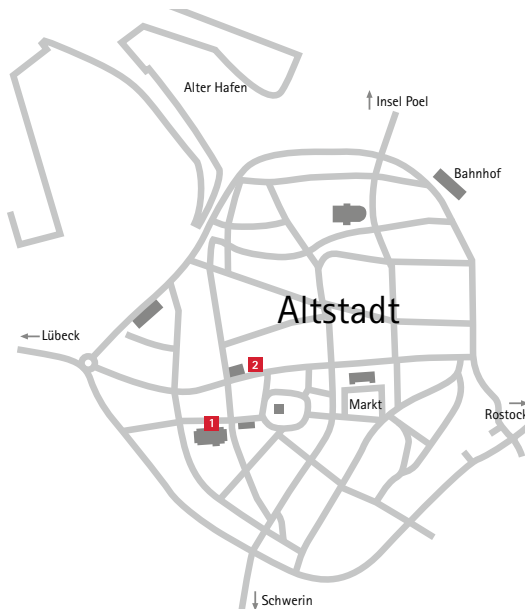 Alter Hafen
Insel Poel
Bahnhof
Altstadt
Lübeck
2
Markt
Rostock
1
Schwerin